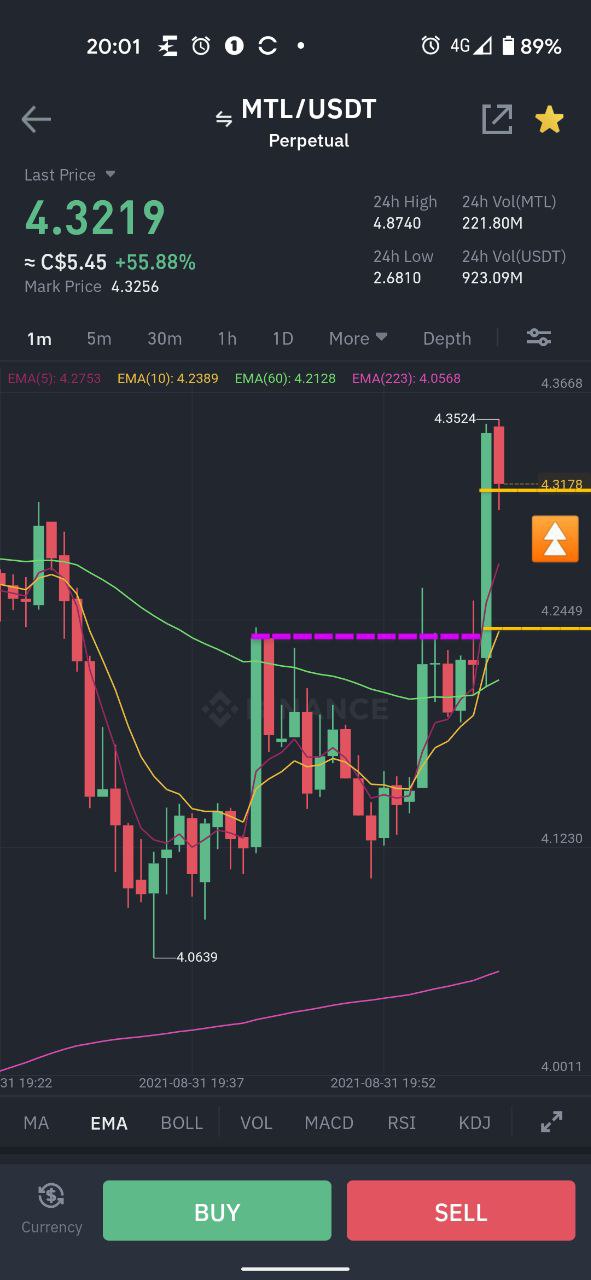 20:01
4G 89%
MTL/USDT
Perpetual
Last Price
4.3219
≈ C$5.45 +55.88%
Mark Price 4.3256
24h High
4.8740
24h Vol(MTL)
221.80M
24h Low
2.6810
24h Vol(USDT)
923.09M
1m 5m 30m 1h 1D More Depth
EMA(5): 4.2753 EMA(10): 4.2389 EMA(60): 4.2128 EMA(223): 4.0568
4.3668
4.3524
4.3178
4.2449
BINANCE
4.1230
4.0639
4.0011
31 19:22 2021-08-31 19:37 2021-08-31 19:52
MA EMA BOLL VOL MACD RSI KDJ
Currency
BUY
SELL